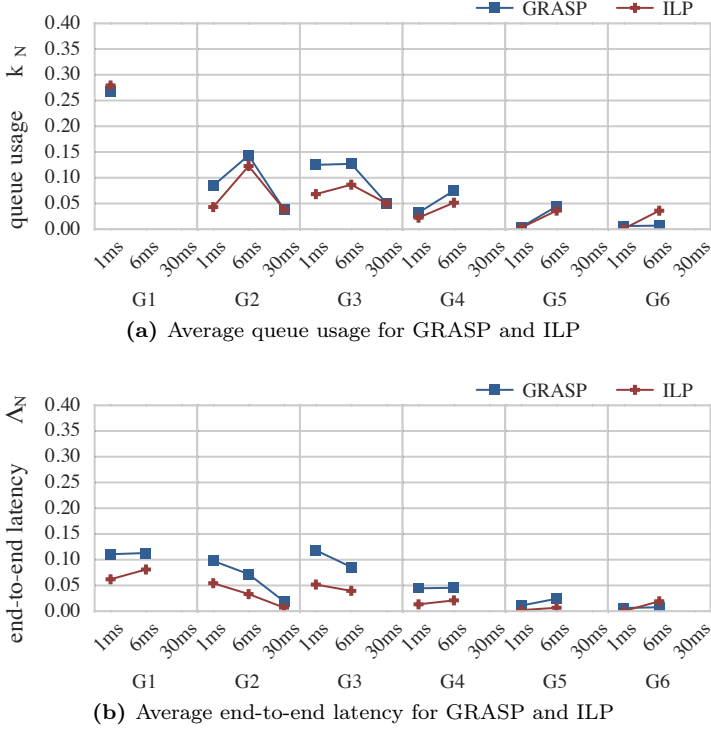 GRASP ILP
0.40
0.35
0.30
0.25
0.20
0.15
0.10
0.05
0.00
queue usage k N
1ms 6ms 30ms 1ms 6ms 30ms 1ms 6ms 30ms 1ms 6ms 30ms 1ms 6ms 30ms 1ms 6ms 30ms
G1 G2 G3 G4 G5 G6
(a) Average queue usage for GRASP and ILP
GRASP ILP
0.40
0.35
0.30
0.25
0.20
0.15
0.10
0.05
0.00
end-to-end latency ΛN
1ms 6ms 30ms 1ms 6ms 30ms 1ms 6ms 30ms 1ms 6ms 30ms 1ms 6ms 30ms 1ms 6ms 30ms
G1 G2 G3 G4 G5 G6
(b) Average end-to-end latency for GRASP and ILP